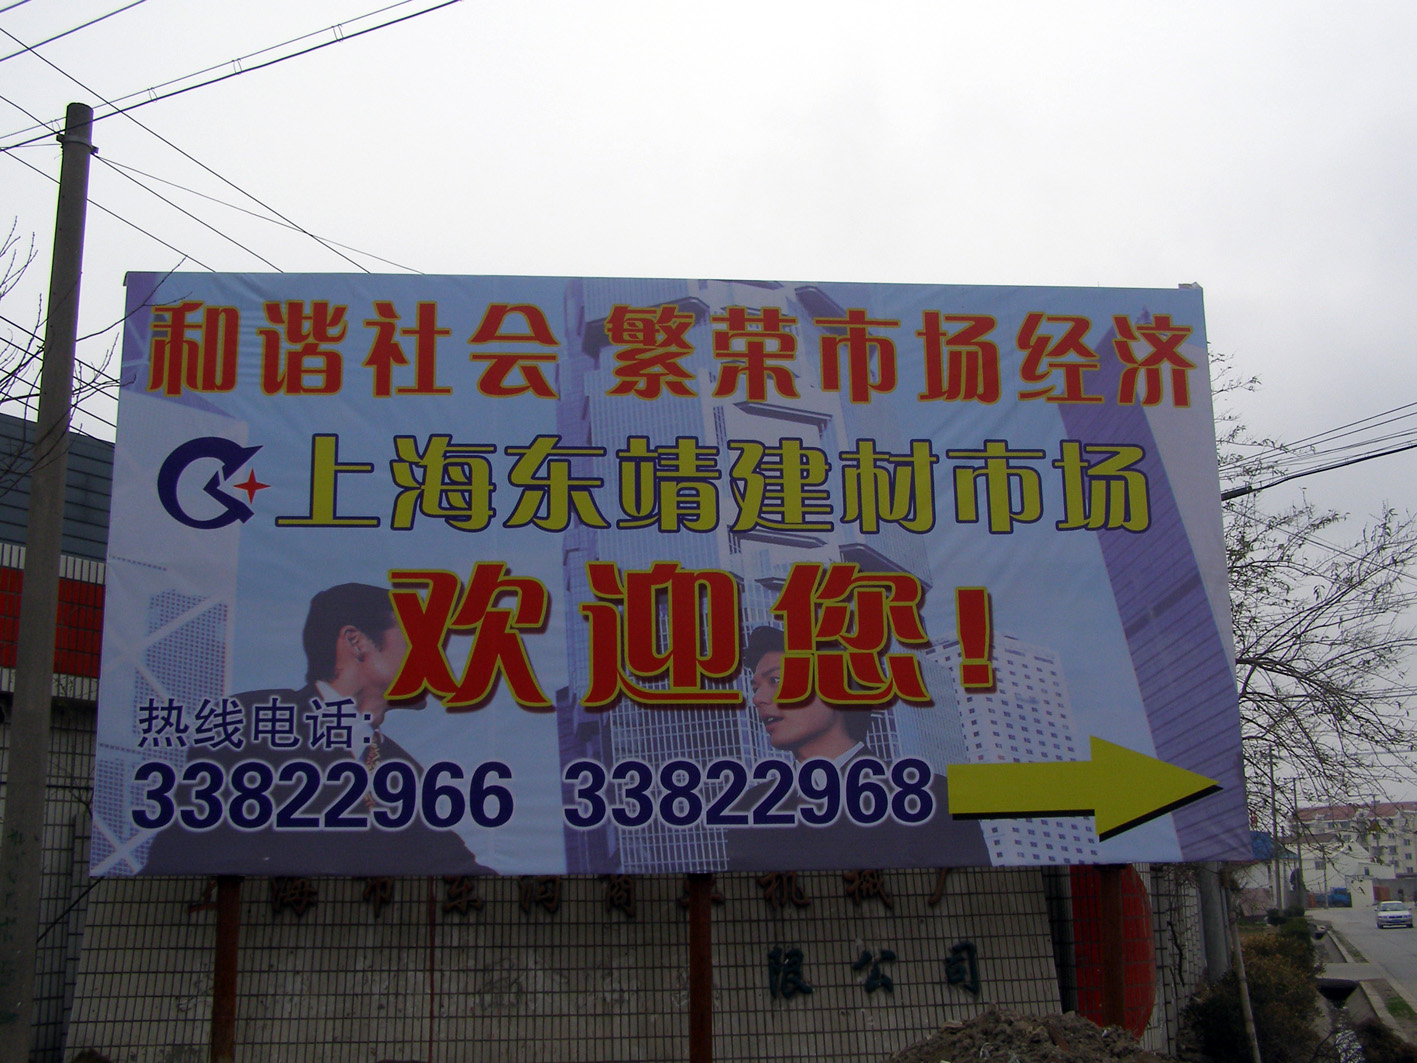 和谐社会 繁荣市场经济
上海东靖建材市场
欢迎您!
热线电话:
33822966 33822968
限公司